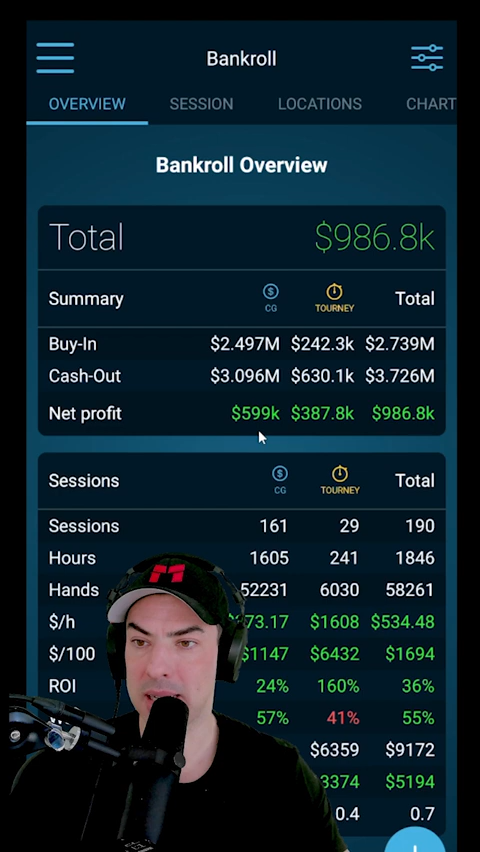 Bankroll
OVERVIEW SESSION LOCATIONS CHART
Bankroll Overview
Total $986.8k
Summary CG TOURNEY Total
Buy-In $2.497M $242.3k $2.739M
Cash-Out $3.096M $630.1k $3.726M
Net profit $599k $387.8k $986.8k
Sessions CG TOURNEY Total
Sessions 161 29 190
Hours 1605 241 1846
Hands 52231 6030 58261
$/h 73.17 $1608 $534.48
$/100 $1147 $6432 $1694
ROI 24% 160% 36%
57% 41% 55%
$6359 $9172
3374 $5194
0.4 0.7